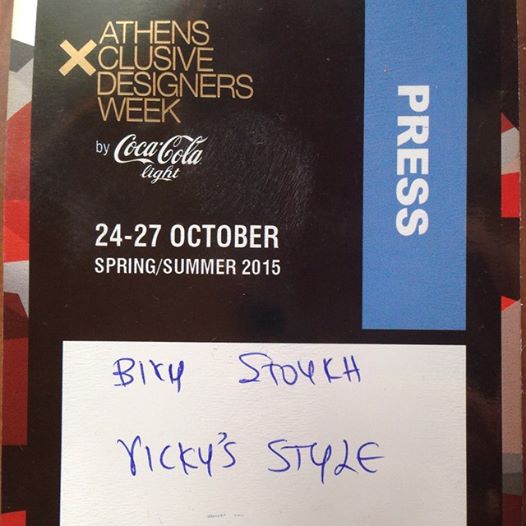 ATHENS
XCLUSIVE
DESIGNERS
WEEK
by Coca-Cola
light
PRESS
24-27 OCTOBER
SPRING/SUMMER 2015
ΒΙΚΥ ΣΤΟΥΚΗ
VICKY'S STYLE